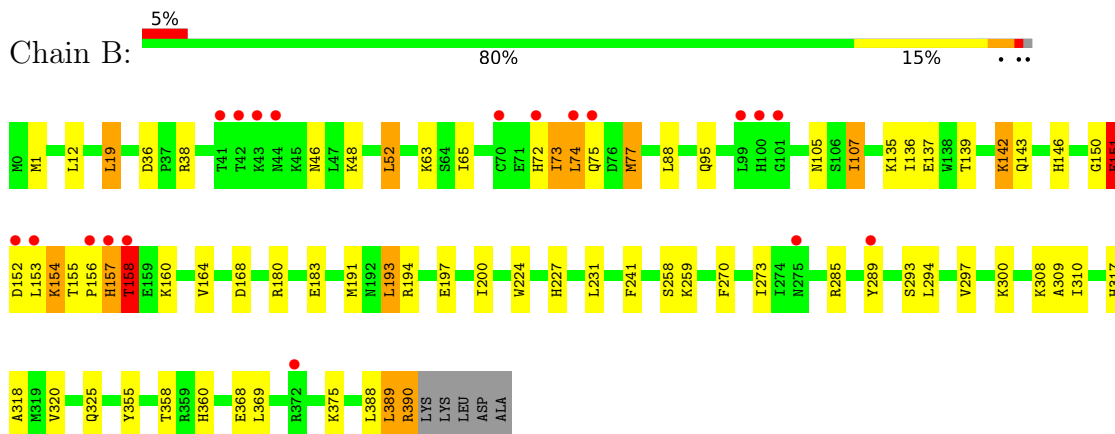 5%
Chain B:
80% 15% • ••
M0 M1 L12 L19 D36 P37 R38 T41 T42 K43 N44 K45 N46 L47 K48 L52 K63 S64 I65 C70 E71 H72 I73 L74 Q75 D76 M77 L88 Q95 L99 H100 G101 N105 S106 I107 K135 I136 E137 W138 T139 K142 Q143 H146 G150 E151
D152 L153 K154 T155 P156 H157 T158 E159 K160 V164 D168 R180 E183 M191 N192 L193 R194 E197 I200 W224 H227 L231 F241 S258 K259 F270 I273 I274 N275 R285 Y289 S293 L294 V297 K300 K308 A309 I310 H317
A318 M319 V320 Q325 Y355 T358 R359 H360 E368 L369 R372 K375 L388 L389 R390 LYS LYS LEU ASP ALA